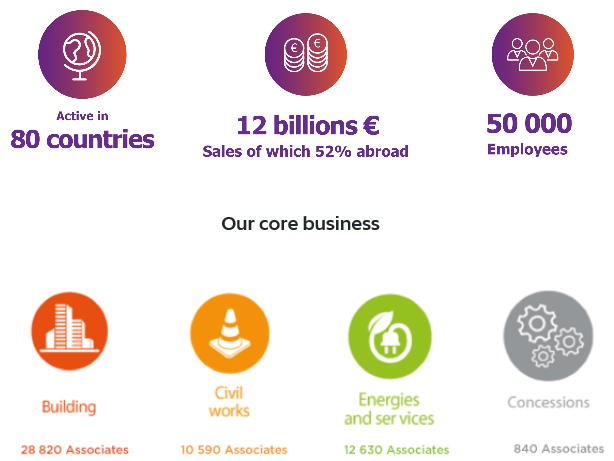 Active in
80 countries
12 billions €
Sales of which 52% abroad
50 000
Employees
Our core business
Building
28 820 Associates
Civil
works
10 590 Associates
Energies
and ser vices
12 630 Associates
Concessions
840 Associates